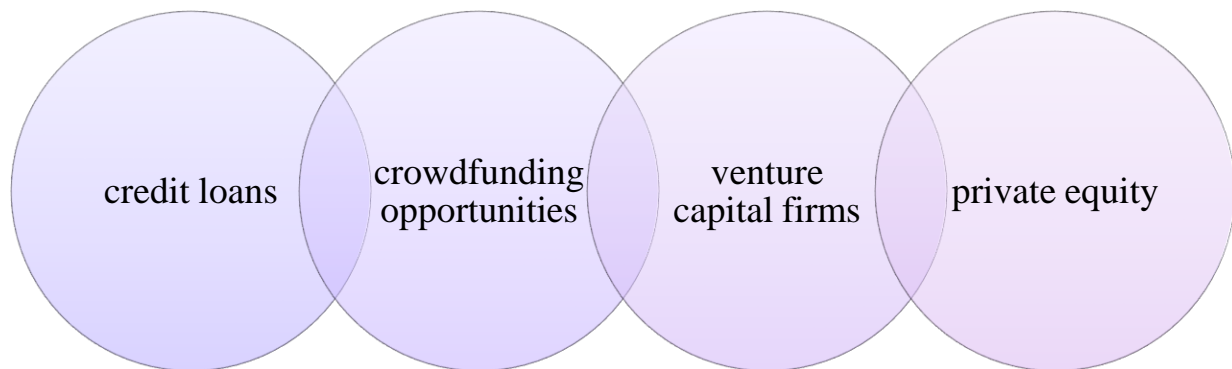 credit loans
crowdfunding
opportunities
venture
capital firms
private equity